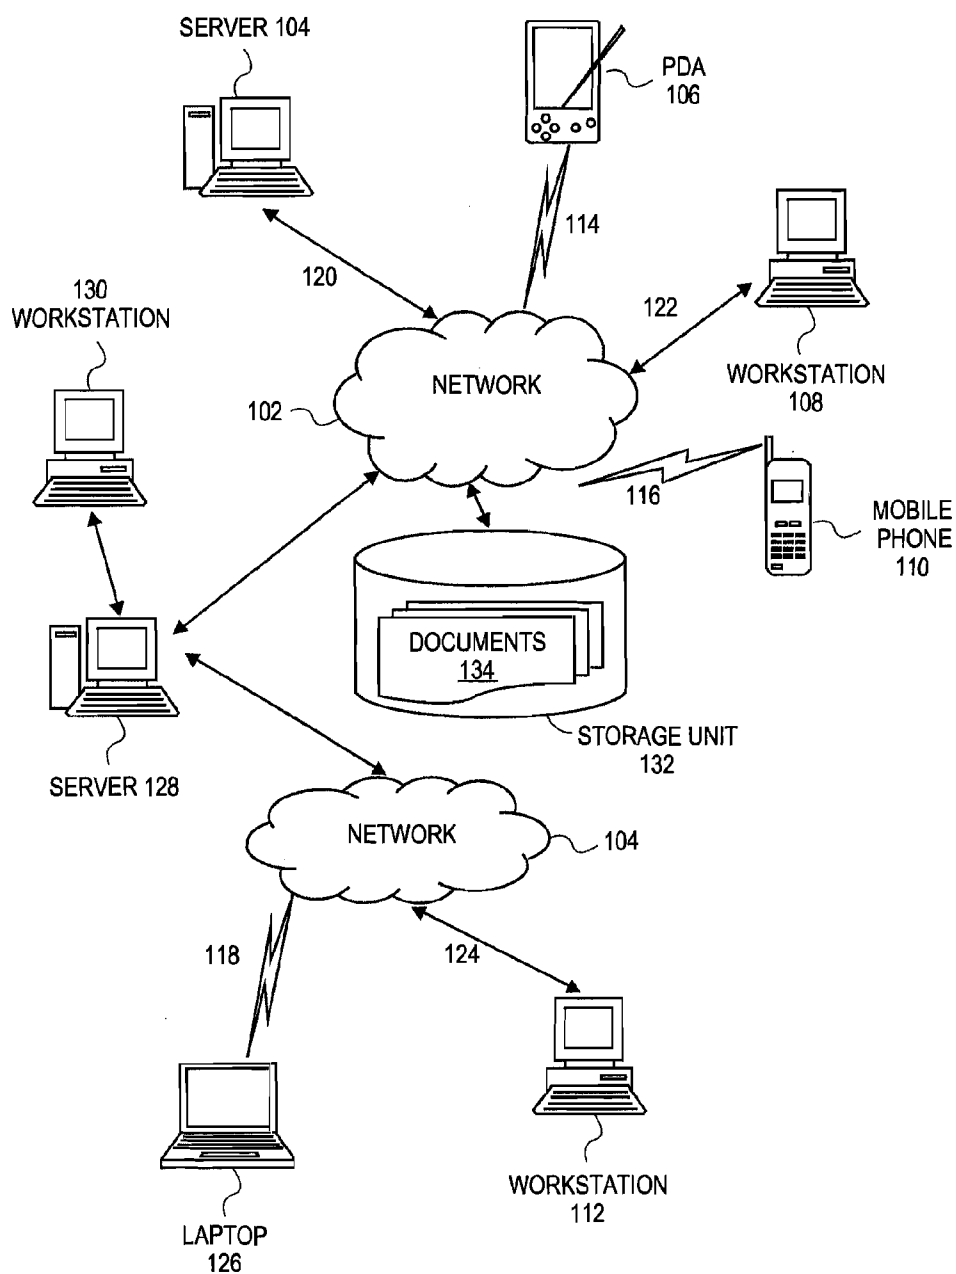 SERVER 104
PDA
106
114
120
130
WORKSTATION
122
NETWORK
WORKSTATION
108
102
116
MOBILE
PHONE
110
DOCUMENTS
134
STORAGE UNIT
132
SERVER 128
NETWORK
104
118
124
WORKSTATION
112
LAPTOP
126